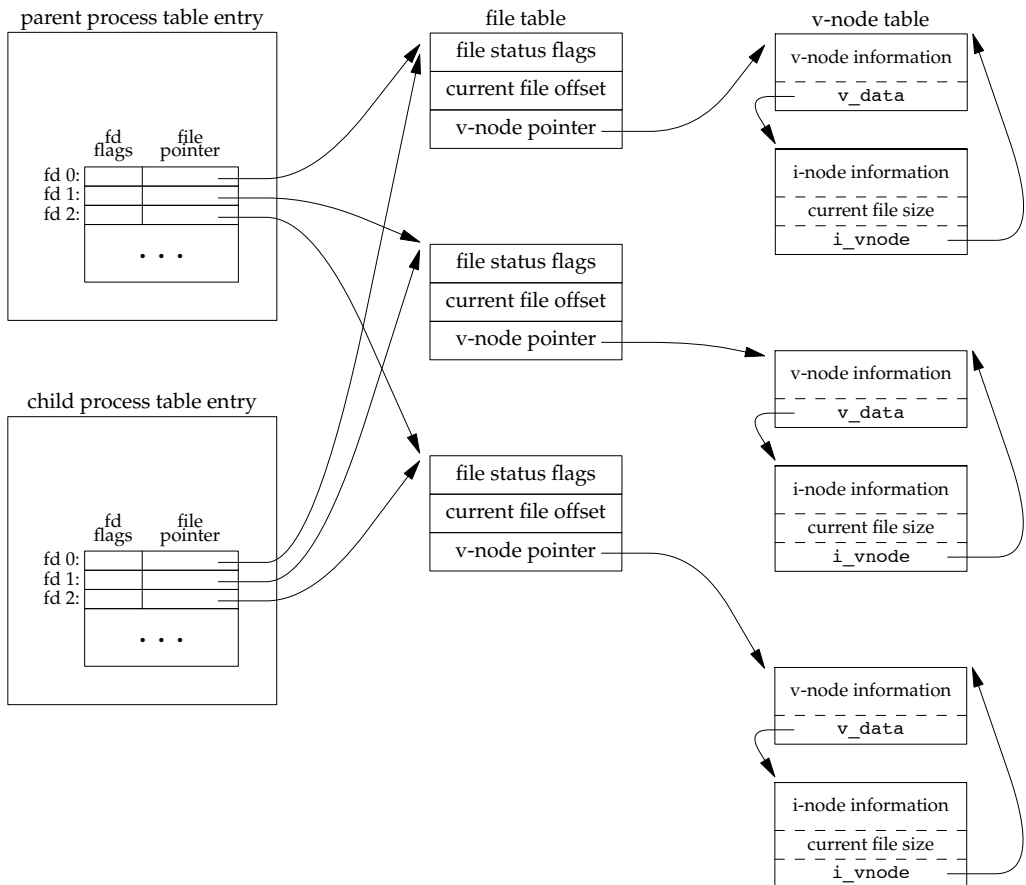 parent process table entry
fd
flags
file
pointer
fd 0:
fd 1:
fd 2:
. . .
child process table entry
fd
flags
file
pointer
fd 0:
fd 1:
fd 2:
. . .
file table
file status flags
current file offset
v-node pointer
file status flags
current file offset
v-node pointer
file status flags
current file offset
v-node pointer
v-node table
v-node information
v_data
i-node information
current file size
i_vnode
v-node information
v_data
i-node information
current file size
i_vnode
v-node information
v_data
i-node information
current file size
i_vnode